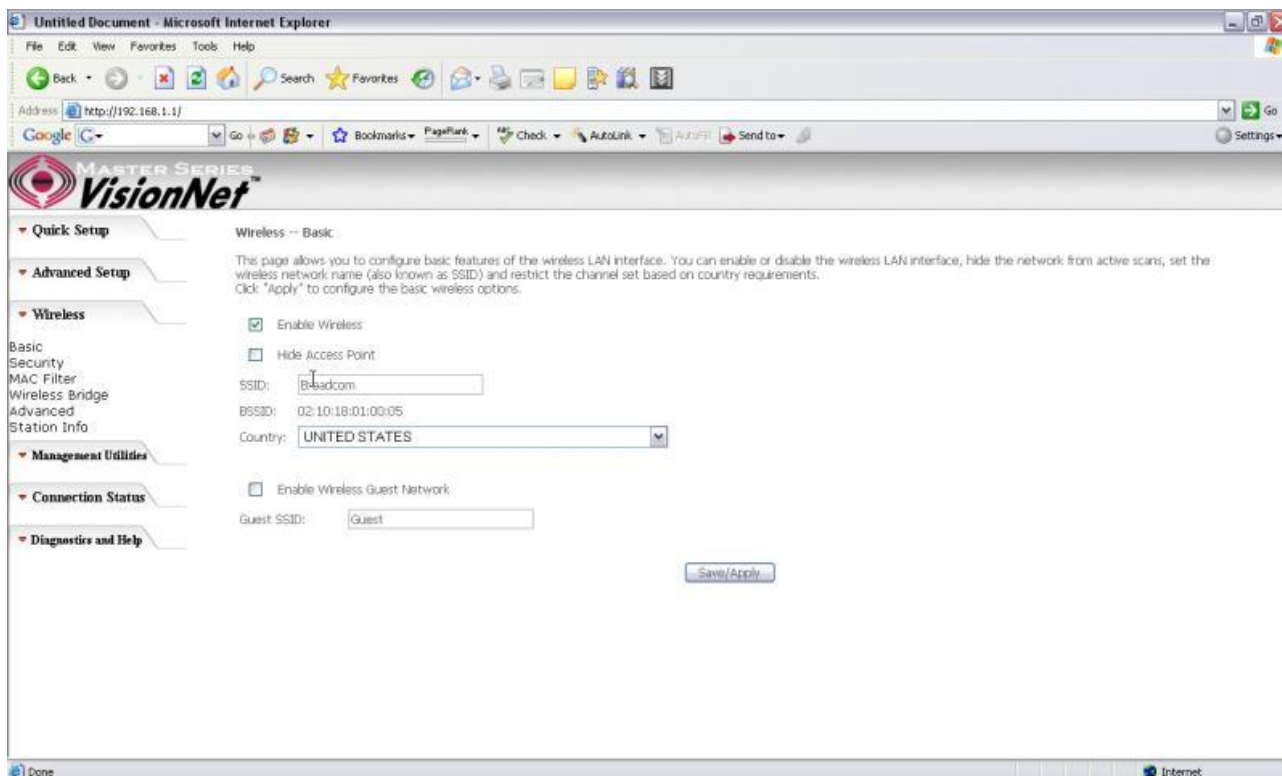 Untitled Document - Microsoft Internet Explorer
File Edit View Favorites Tools Help
Back Search Favorites
Address http://192.168.1.1/ Go
Google Go Bookmarks PageRank Check AutoLink AutoFill Send to Settings
MASTER SERIES
VisionNet™
Quick Setup
Advanced Setup
Wireless
Basic
Security
MAC Filter
Wireless Bridge
Advanced
Station Info
Management Utilities
Connection Status
Diagnostics and Help
Wireless -- Basic
This page allows you to configure basic features of the wireless LAN interface. You can enable or disable the wireless LAN interface, hide the network from active scans, set the
wireless network name (also known as SSID) and restrict the channel set based on country requirements.
Click "Apply" to configure the basic wireless options.
Enable Wireless
Hide Access Point
SSID: Broadcom
BSSID: 02:10:18:01:00:05
Country: UNITED STATES
Enable Wireless Guest Network
Guest SSID: Guest
Save/Apply
Done Internet